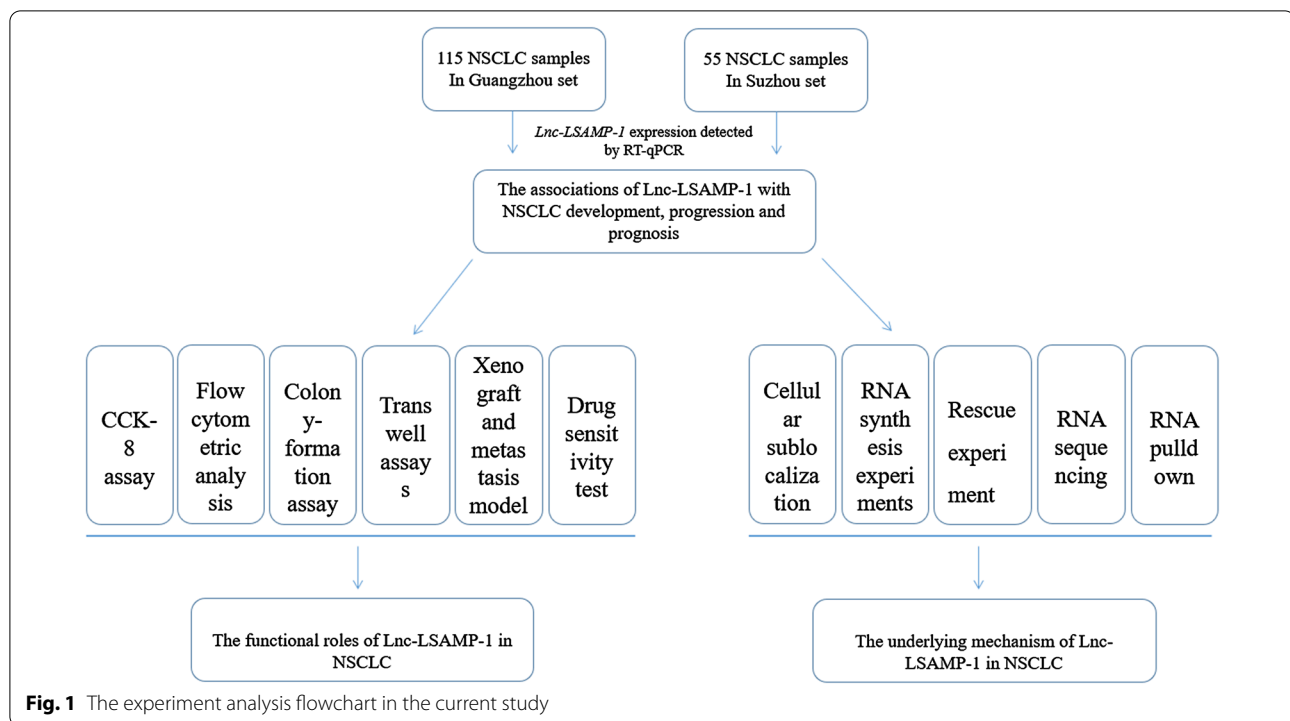 115 NSCLC samples
In Guangzhou set
55 NSCLC samples
In Suzhou set
Lnc-LSAMP-1 expression detected
by RT-qPCR
The associations of Lnc-LSAMP-1 with
NSCLC development, progression and
prognosis
CCK-
8
assay
Flow
cytom
etric
analy
sis
Colon
y-
forma
tion
assay
Trans
well
assay
s
Xeno
graft
and
metas
tasis
model
Drug
sensit
ivity
test
Cellul
ar
sublo
caliza
tion
RNA
synth
esis
experi
ments
Rescue
experi
ment
RNA
seque
ncing
RNA
pulld
own
The functional roles of Lnc-LSAMP-1 in
NSCLC
The underlying mechanism of Lnc-
LSAMP-1 in NSCLC
Fig. 1 The experiment analysis flowchart in the current study